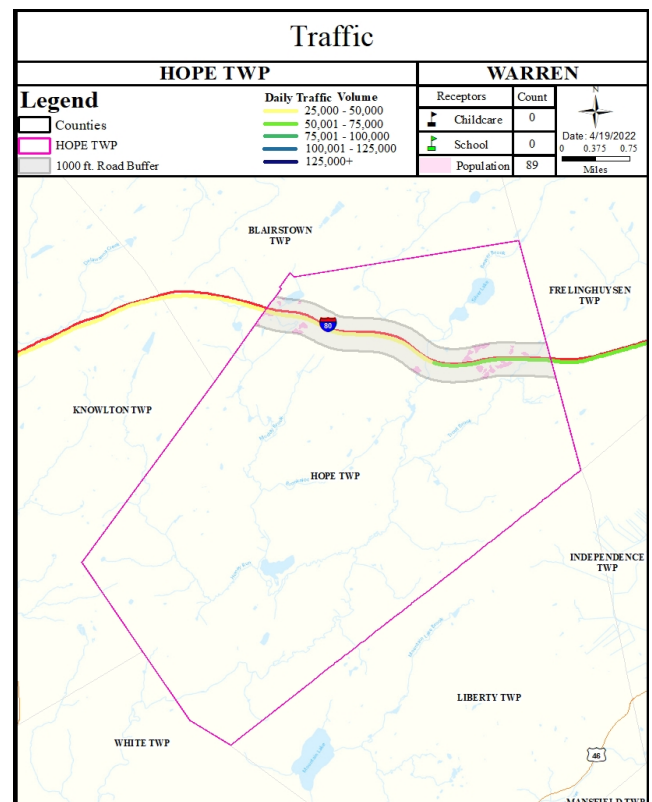 Traffic
HOPE TWP
WARREN
Legend
Counties
HOPE TWP
1000 ft. Road Buffer
Daily Traffic Volume
25,000 - 50,000
50,001 - 75,000
75,001 - 100,000
100,001 - 125,000
125,000+
Receptors Count
Childcare 0
School 0
Population 89
N
Date: 4/19/2022
0 0.375 0.75
Miles
BLAIRSTOWN
TWP
FRELINGHUYSEN
TWP
80
KNOWLTON TWP
HOPE TWP
INDEPENDENCE
TWP
LIBERTY TWP
WHITE TWP
46
MANSFIELD TWP